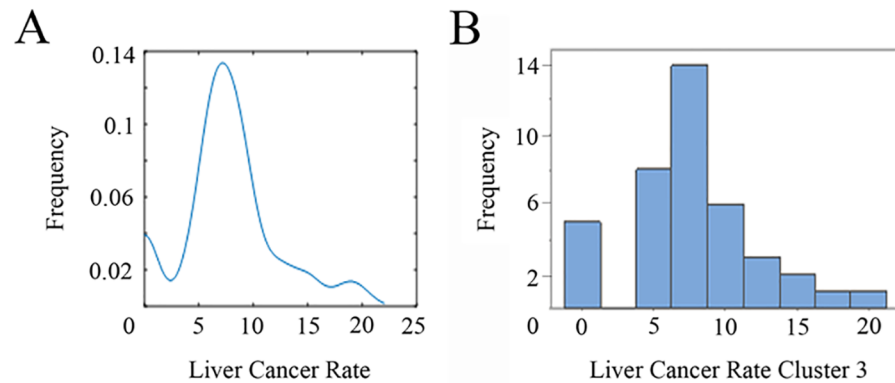 A
Frequency
0.14
0.1
0.06
0.02
0 5 10 15 20 25
Liver Cancer Rate
B
Frequency
14
10
6
2
0
0 5 10 15 20
Liver Cancer Rate Cluster 3